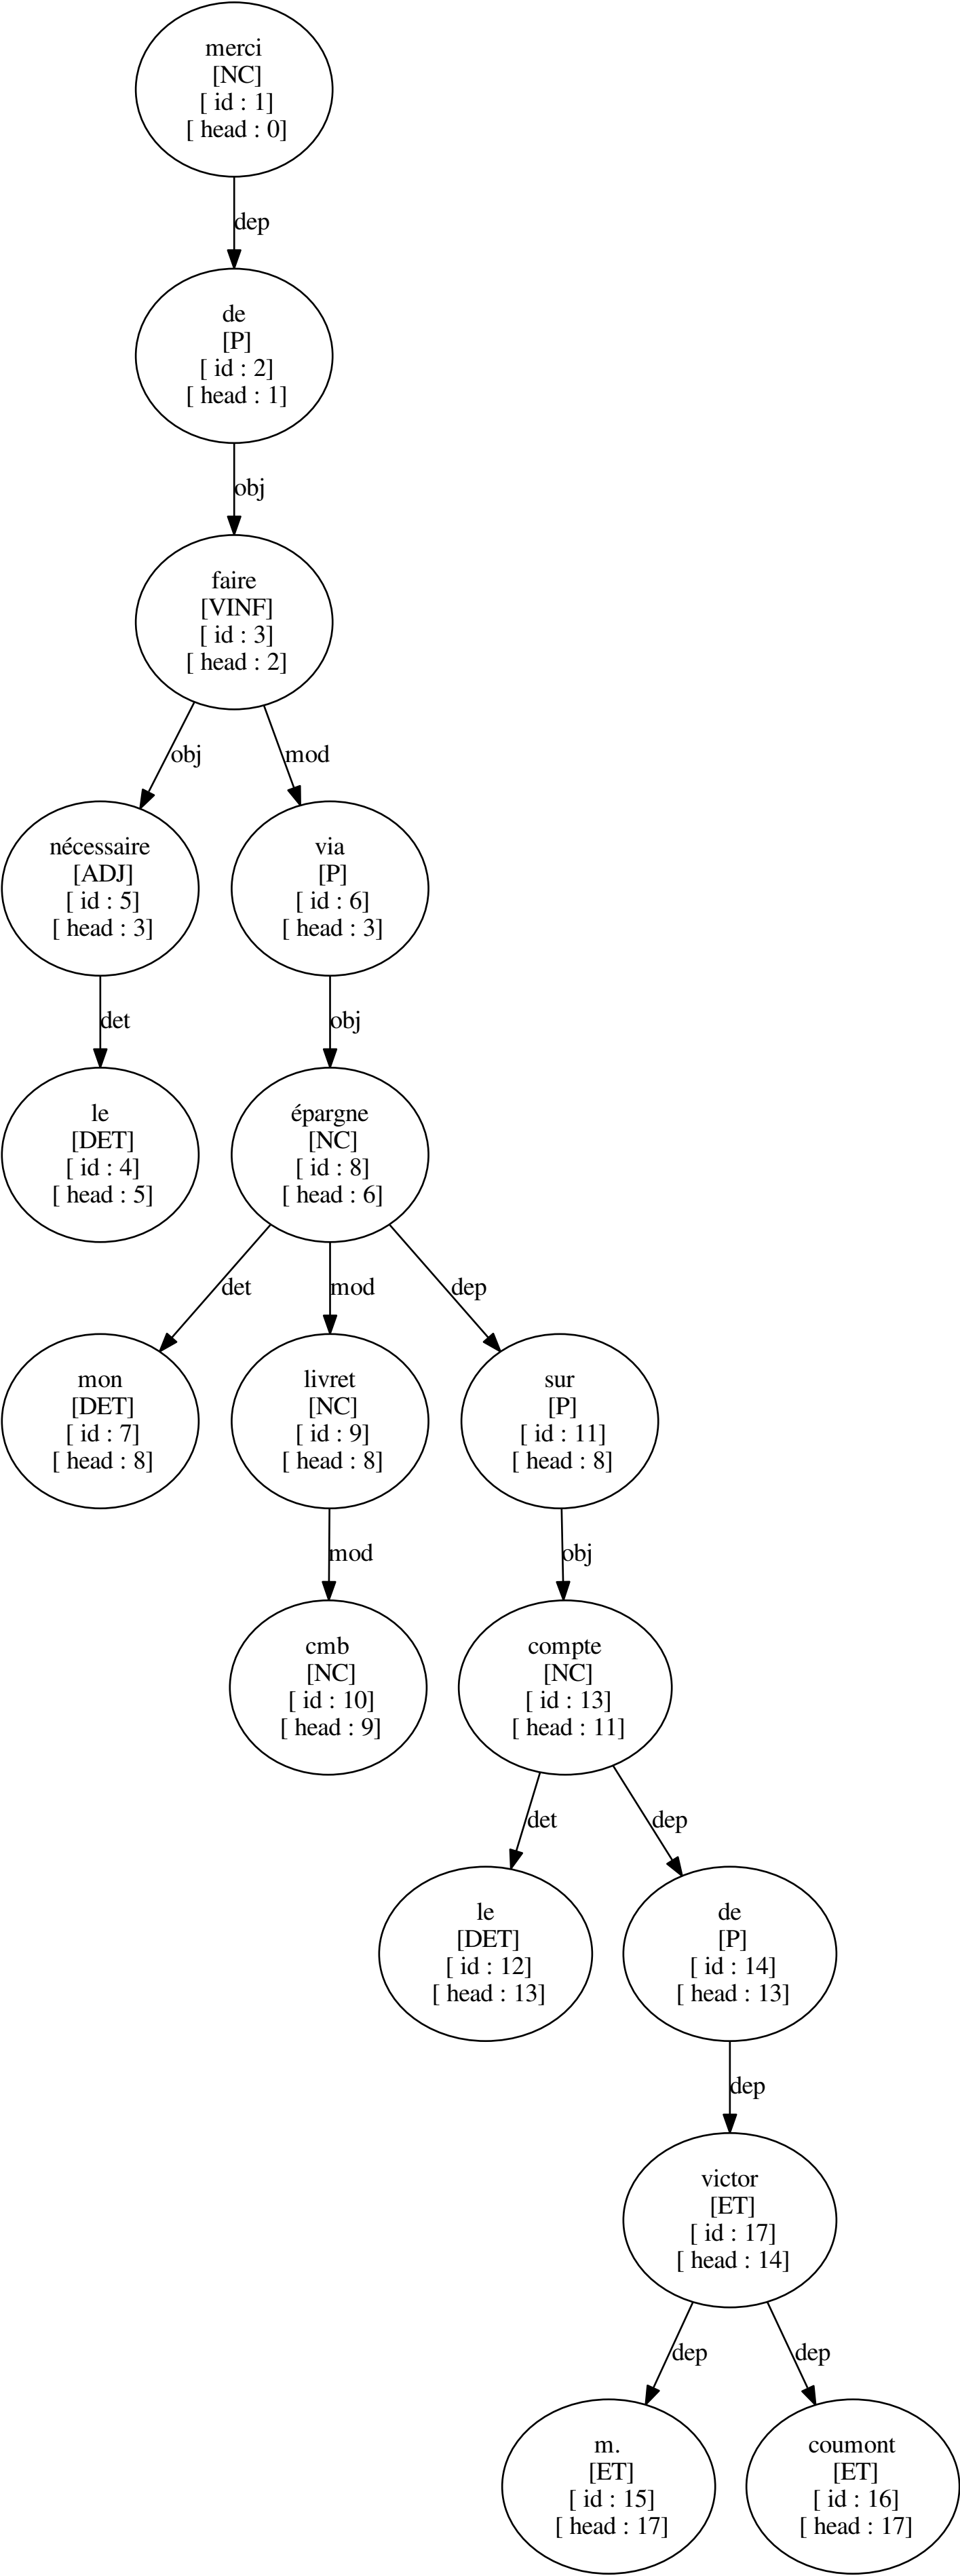 merci
[NC]
[ id : 1]
[ head : 0]
dep
de
[P]
[ id : 2]
[ head : 1]
obj
faire
[VINF]
[ id : 3]
[ head : 2]
obj
mod
nécessaire
[ADJ]
[ id : 5]
[ head : 3]
via
[P]
[ id : 6]
[ head : 3]
det
obj
le
[DET]
[ id : 4]
[ head : 5]
épargne
[NC]
[ id : 8]
[ head : 6]
det
mod
dep
mon
[DET]
[ id : 7]
[ head : 8]
livret
[NC]
[ id : 9]
[ head : 8]
sur
[P]
[ id : 11]
[ head : 8]
mod
obj
cmb
[NC]
[ id : 10]
[ head : 9]
compte
[NC]
[ id : 13]
[ head : 11]
det
dep
le
[DET]
[ id : 12]
[ head : 13]
de
[P]
[ id : 14]
[ head : 13]
dep
victor
[ET]
[ id : 17]
[ head : 14]
dep
dep
m.
[ET]
[ id : 15]
[ head : 17]
coumont
[ET]
[ id : 16]
[ head : 17]